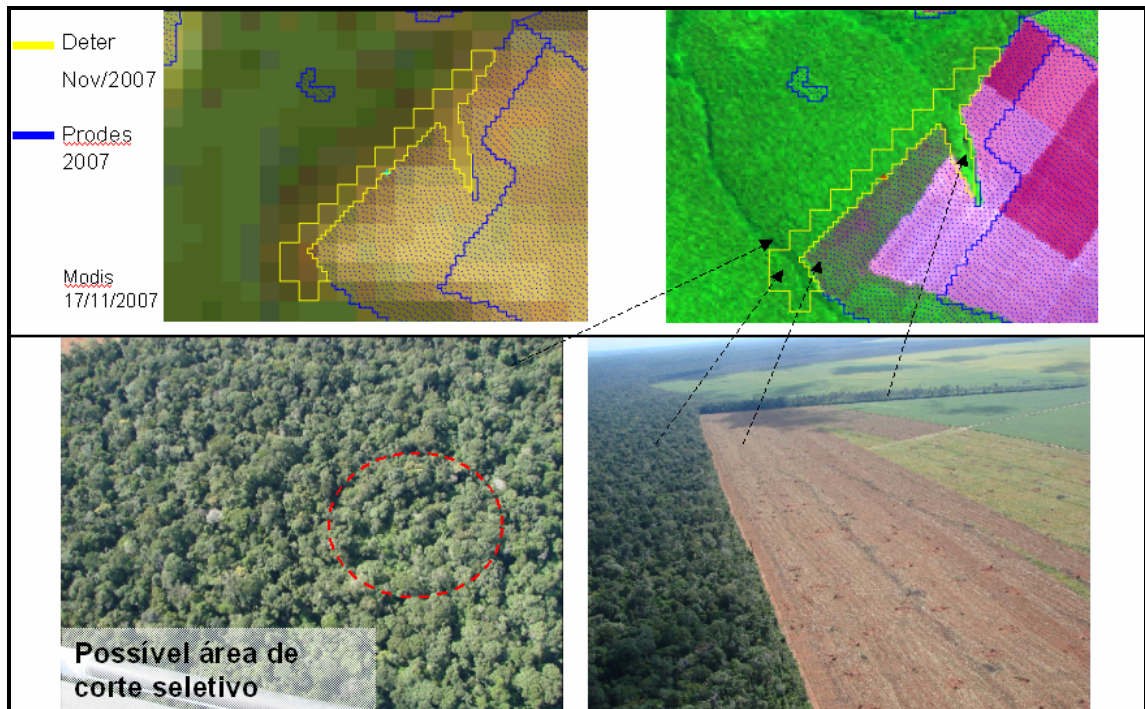 Deter
Nov/2007
Prodes
2007
Modis
17/11/2007
Possível área de
corte seletivo